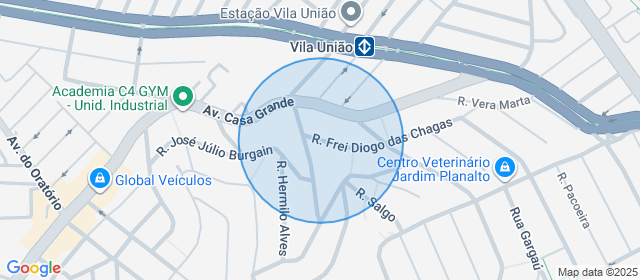 Estação Vila União
Vila União
Academia C4 GYM
- Unid. Industrial
Av. Casa Grande
R. Vera Marta
R. Frei Diogo das Chagas
R. José Júlio Burgain
Centro Veterinário
Jardim Planalto
Av. do Oratório
Global Veículos
R. Hermilo Alves
R. Salgo
R. Pacoeira
Rua Gargaú
Google
Map data ©2025